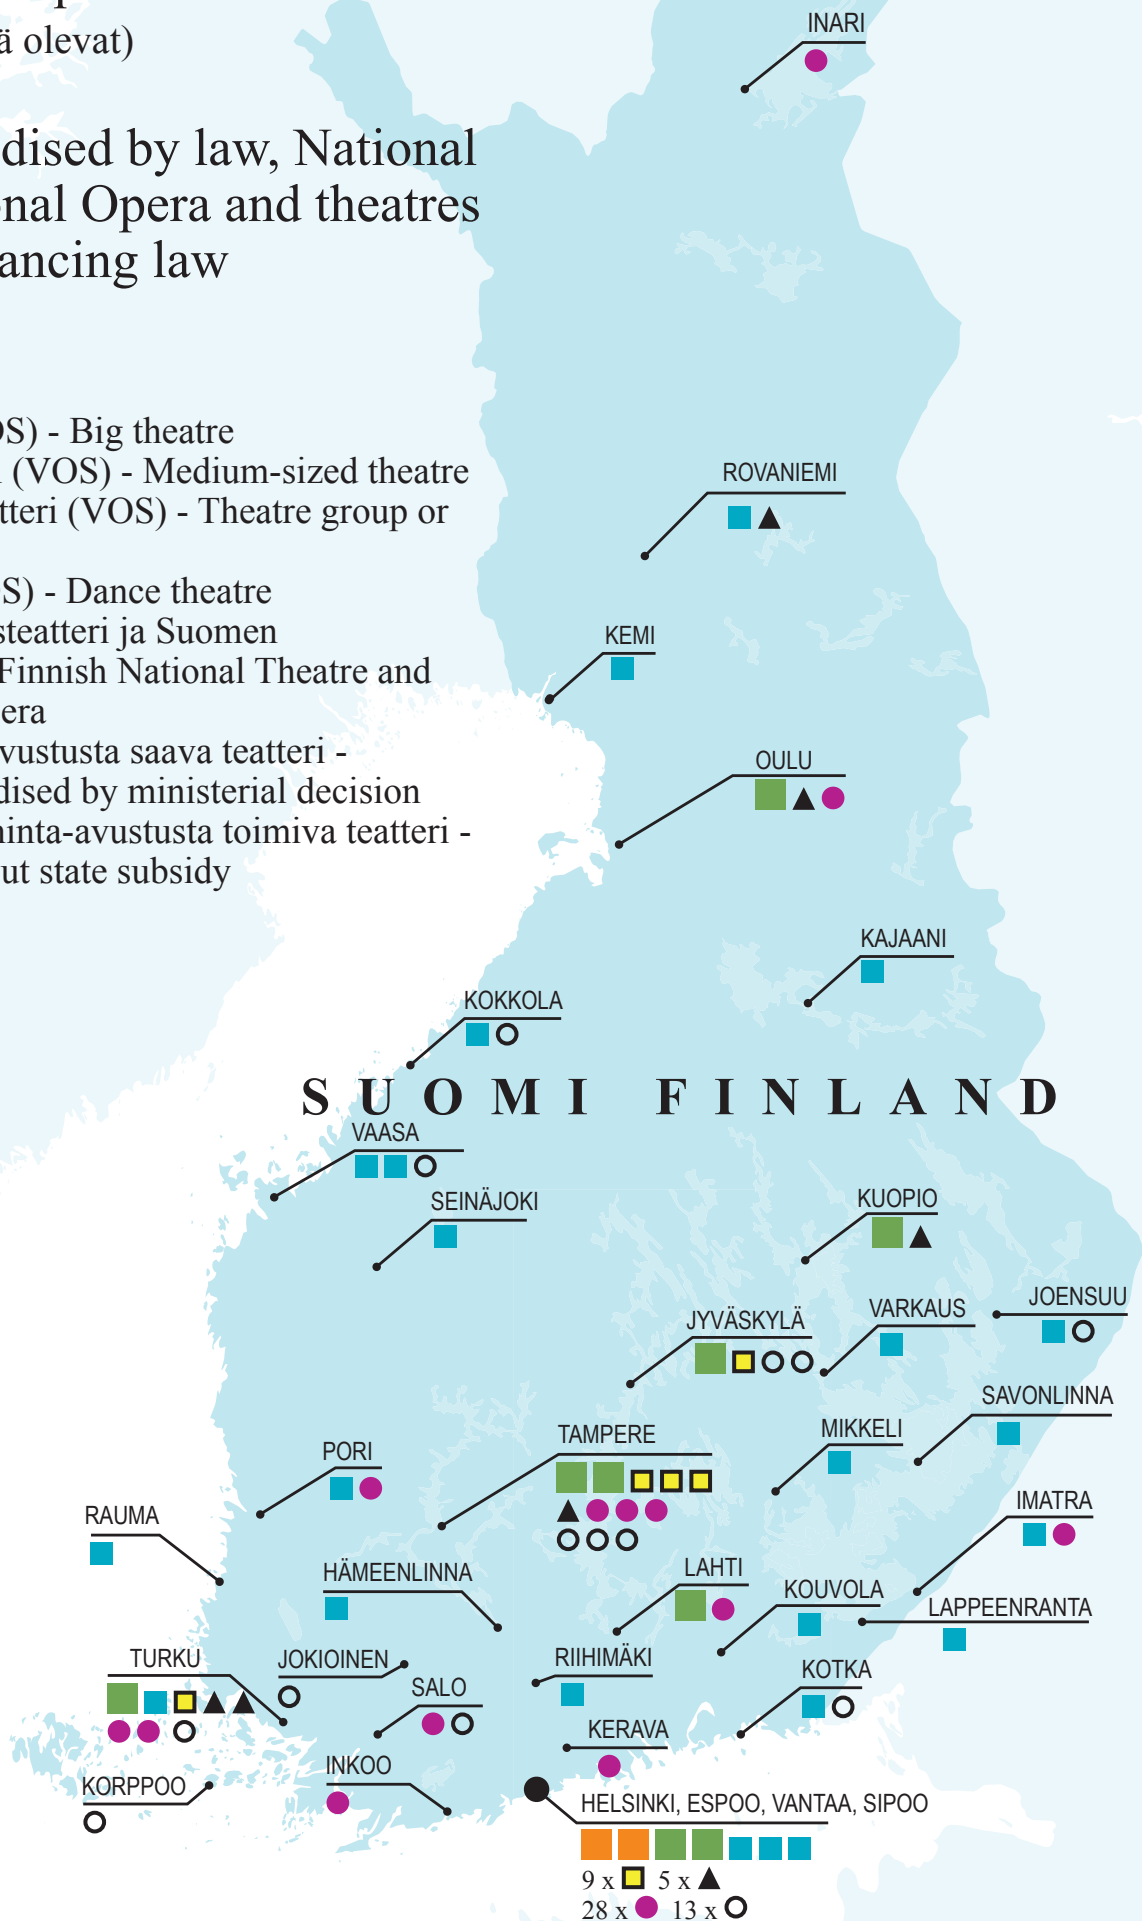 ä olevat)
dised by law, National
nal Opera and theatres
ancing law
INARI
S) - Big theatre
(VOS) - Medium-sized theatre
tteri (VOS) - Theatre group or
S) - Dance theatre
steatteri ja Suomen
Finnish National Theatre and
era
vustusta saava teatteri -
dised by ministerial decision
inta-avustusta toimiva teatteri -
ut state subsidy
ROVANIEMI
KEMI
OULU
KAJAANI
KOKKOLA
SUOMI FINLAND
VAASA
SEINÄJOKI
KUOPIO
JYVÄSKYLÄ
VARKAUS
JOENSUU
SAVONLINNA
TAMPERE
MIKKELI
PORI
IMATRA
RAUMA
HÄMEENLINNA
LAHTI
KOUVOLA
LAPPEENRANTA
TURKU
JOKIOINEN
RIIHIMÄKI
KOTKA
SALO
KERAVA
INKOO
KORPPOO
HELSINKI, ESPOO, VANTAA, SIPOO
9 x 5 x
28 x 13 x